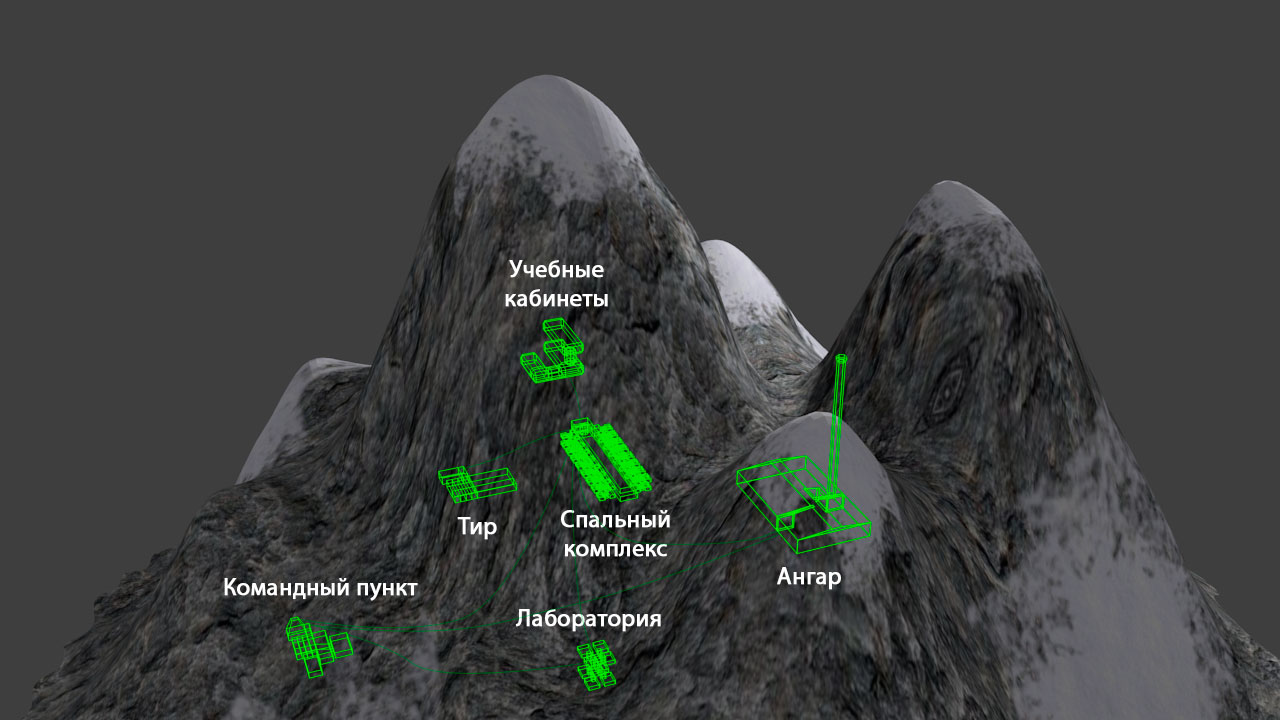 Учебные
кабинеты
Тир
Спальный
комплекс
Ангар
Командный пункт
Лаборатория